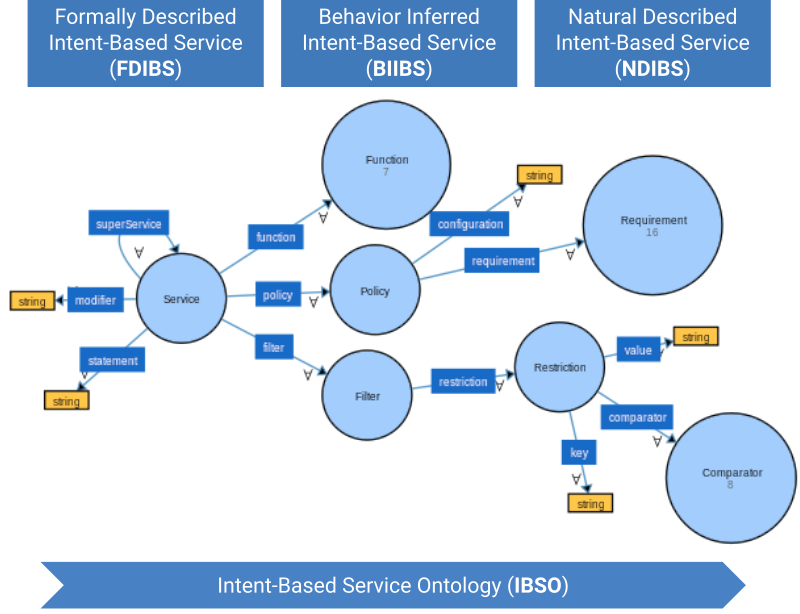 Formally Described
Intent-Based Service
(FDIBS)
Behavior Inferred
Intent-Based Service
(BIIBS)
Natural Described
Intent-Based Service
(NDIBS)
Function
7
string
∀
configuration
Requirement
16
superService
∀
function
∀
requirement
∀
Service
policy
∀
Policy
string
modifier
statement
∀
string
filter
∀
Filter
restriction
∀
Restriction
value
string
comparator
∀
key
∀
string
Comparator
8
Intent-Based Service Ontology (IBSO)